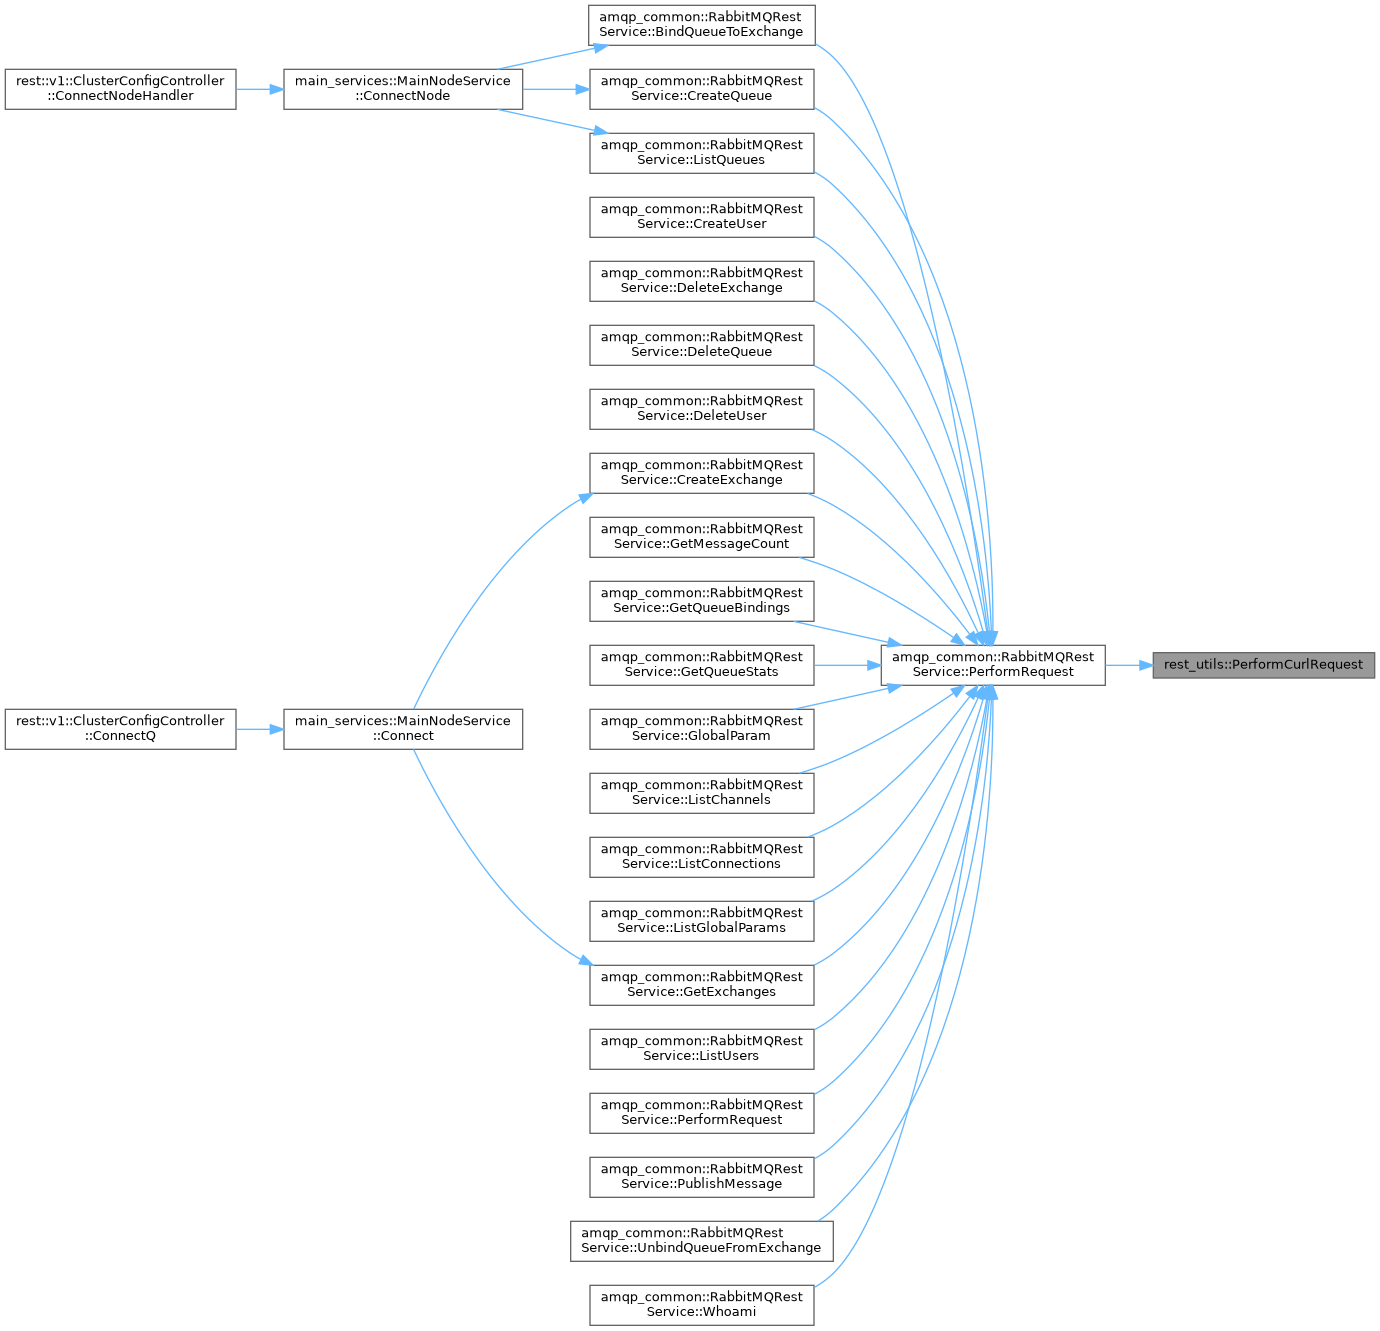 amqp_common::RabbitMQRest
Service::BindQueueToExchange
rest::v1::ClusterConfigController
::ConnectNodeHandler
main_services::MainNodeService
::ConnectNode
amqp_common::RabbitMQRest
Service::CreateQueue
amqp_common::RabbitMQRest
Service::ListQueues
amqp_common::RabbitMQRest
Service::CreateUser
amqp_common::RabbitMQRest
Service::DeleteExchange
amqp_common::RabbitMQRest
Service::DeleteQueue
amqp_common::RabbitMQRest
Service::DeleteUser
amqp_common::RabbitMQRest
Service::CreateExchange
amqp_common::RabbitMQRest
Service::GetMessageCount
amqp_common::RabbitMQRest
Service::GetQueueBindings
amqp_common::RabbitMQRest
Service::GetQueueStats
amqp_common::RabbitMQRest
Service::PerformRequest
rest_utils::PerformCurlRequest
rest::v1::ClusterConfigController
::ConnectQ
main_services::MainNodeService
::Connect
amqp_common::RabbitMQRest
Service::GlobalParam
amqp_common::RabbitMQRest
Service::ListChannels
amqp_common::RabbitMQRest
Service::ListConnections
amqp_common::RabbitMQRest
Service::ListGlobalParams
amqp_common::RabbitMQRest
Service::GetExchanges
amqp_common::RabbitMQRest
Service::ListUsers
amqp_common::RabbitMQRest
Service::PerformRequest
amqp_common::RabbitMQRest
Service::PublishMessage
amqp_common::RabbitMQRest
Service::UnbindQueueFromExchange
amqp_common::RabbitMQRest
Service::Whoami